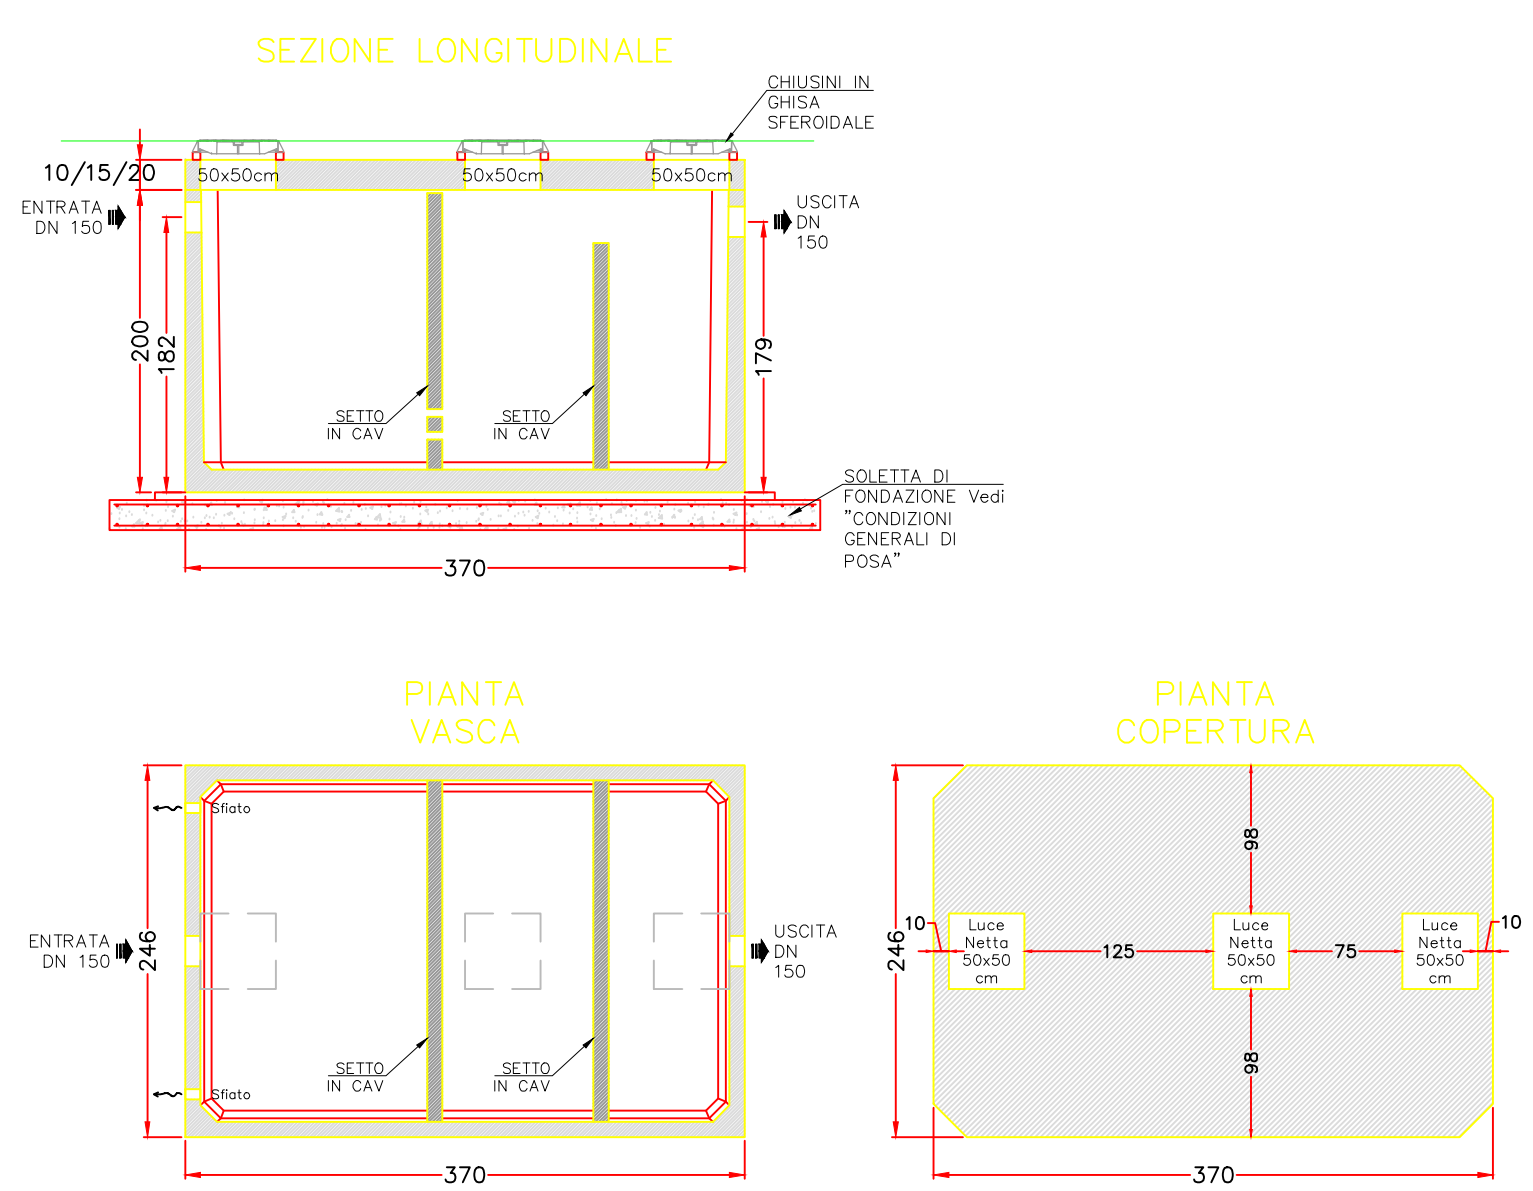 SEZIONE LONGITUDINALE
CHIUSINI IN
GHISA
SFEROIDALE
10/15/20
50x50cm
50x50cm
50x50cm
ENTRATA
DN 150
USCITA
DN
150
200
182
179
SETTO
IN CAV
SETTO
IN CAV
SOLETTA DI
FONDAZIONE Vedi
"CONDIZIONI
GENERALI DI
POSA"
370
PIANTA
VASCA
Sfiato
ENTRATA
DN 150
246
USCITA
DN
150
SETTO
IN CAV
SETTO
IN CAV
Sfiato
370
PIANTA
COPERTURA
98
10
Luce
Netta
50x50
cm
125
Luce
Netta
50x50
cm
75
Luce
Netta
50x50
cm
10
246
98
370